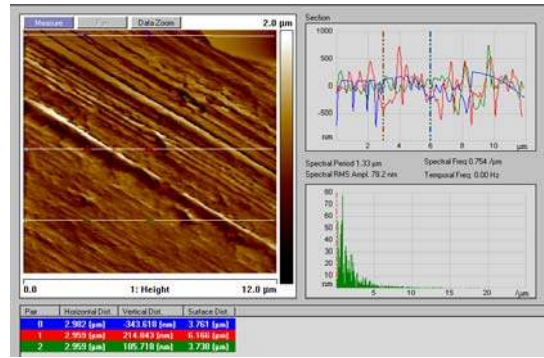 Measure Pan Data Zoom 2.0 µm
0.0 1: Height 12.0 µm
Section
1000
500
0
-500
nm
2 4 6 8 10 µm
Spectral Period 1.33 µm Spectral Freq 0.754 /µm
Spectral RMS Ampl. 78.2 nm Temporal Freq 0.00 Hz
80
70
60
50
40
30
20
10
nm
5 10 15 20 /µm
Pair Horizontal Dist. Vertical Dist. Surface Dist.
0 2.982 (µm) -343.618 (nm) 3.761 (µm)
1 2.959 (µm) 214.843 (nm) 6.166 (µm)
2 2.959 (µm) 185.718 (nm) 3.730 (µm)